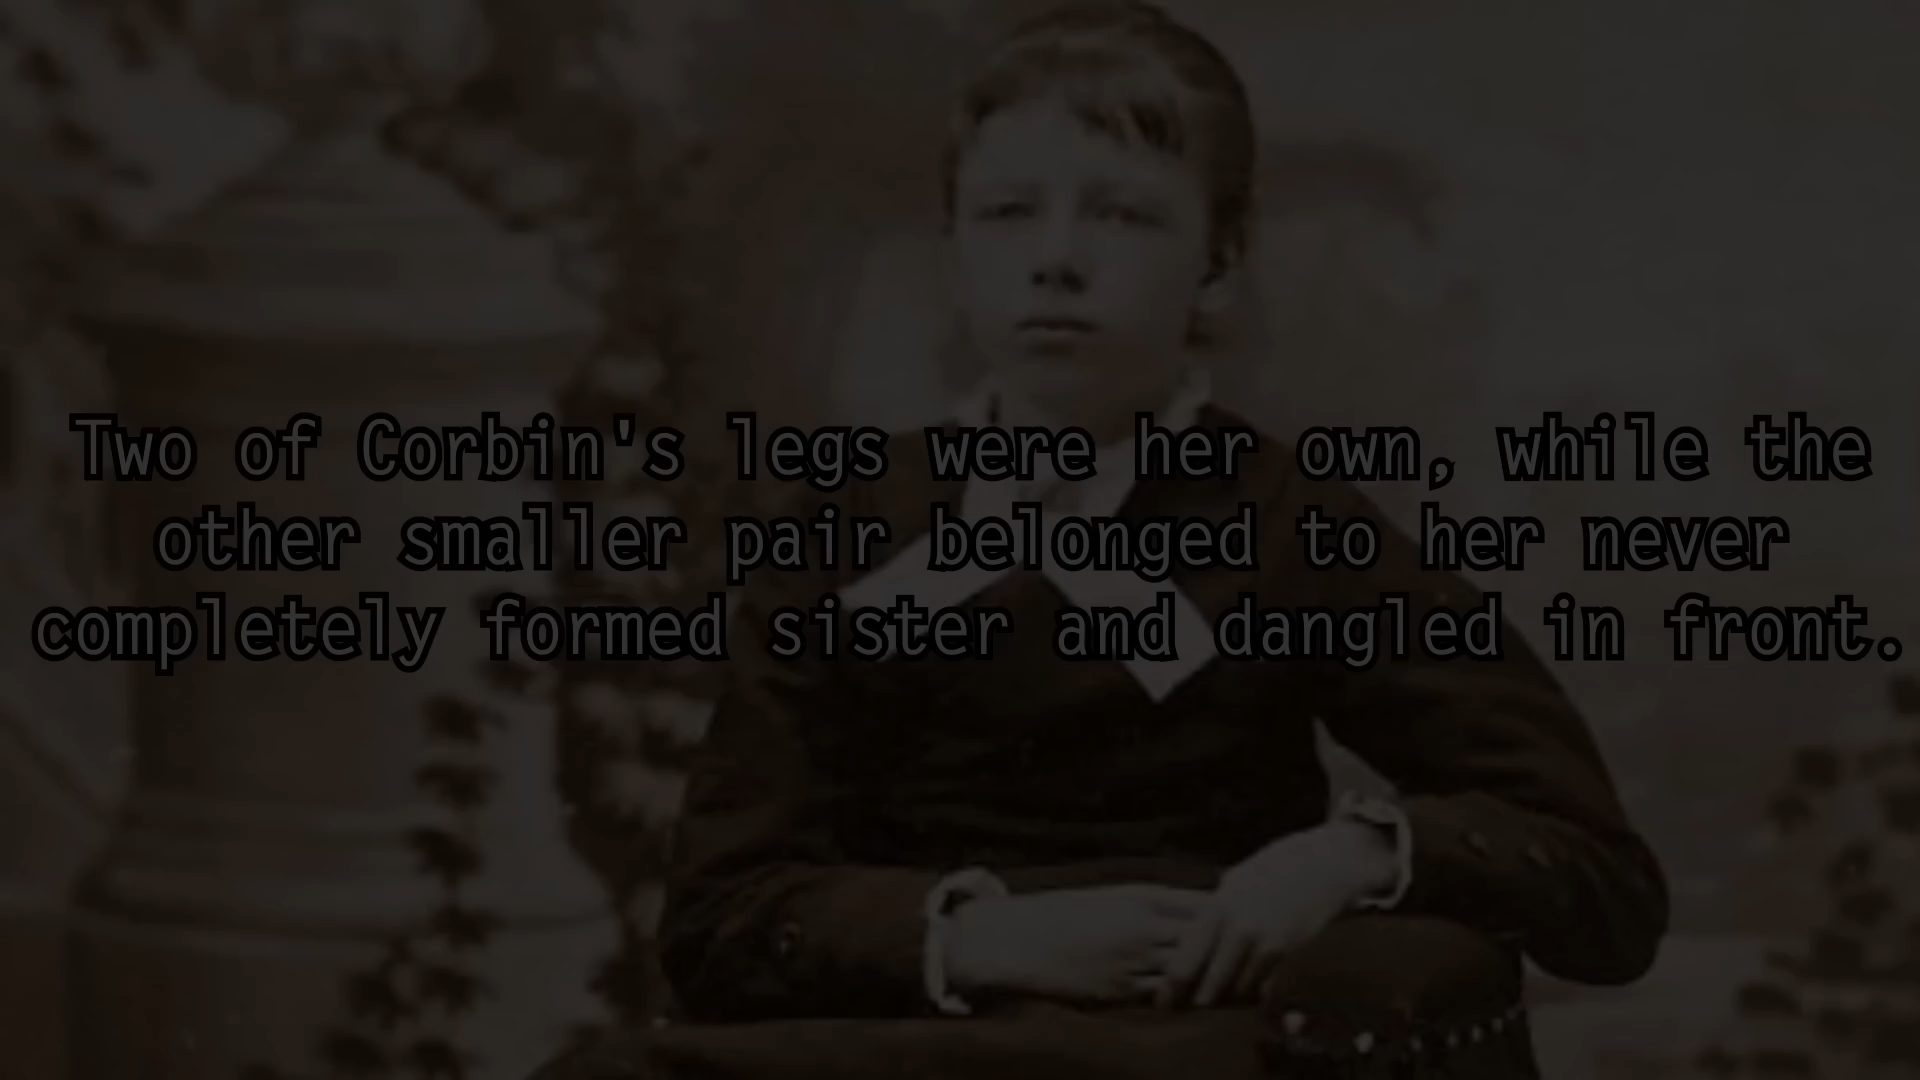 Two of Corbin's legs were her own, while the
other smaller pair belonged to her never
completely formed sister and dangled in front.